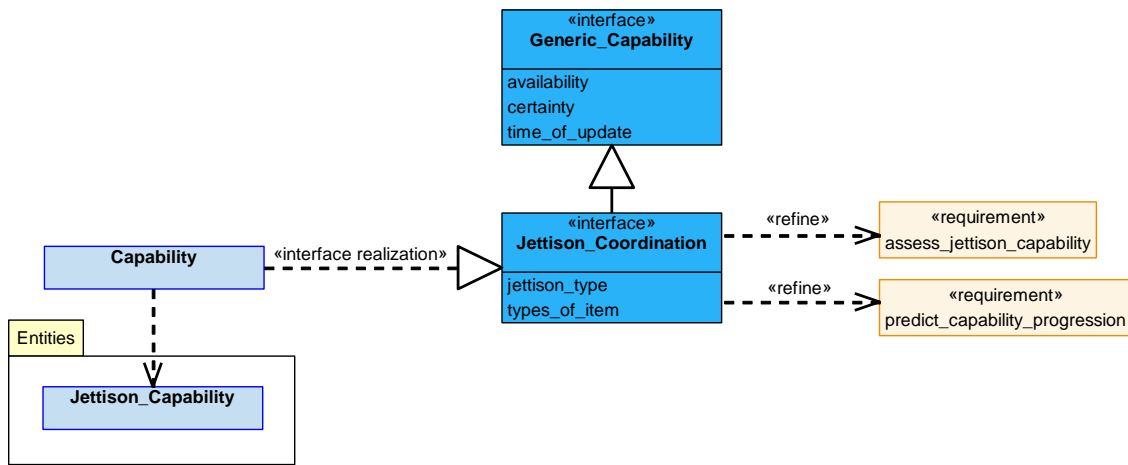 «interface»
Generic_Capability
availability
certainty
time_of_update
«interface»
Jettison_Coordination
jettison_type
types_of_item
«refine»
«requirement»
assess_jettison_capability
«refine»
«requirement»
predict_capability_progression
Capability
«interface realization»
Entities
Jettison_Capability